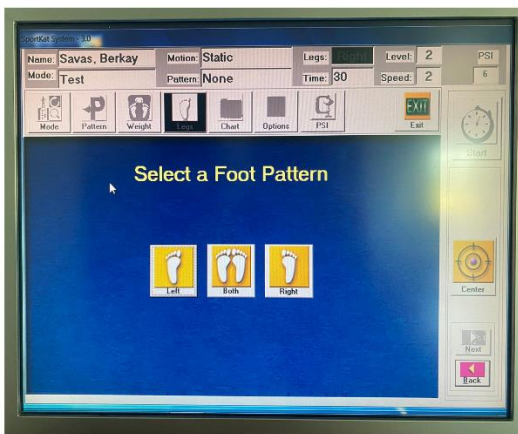 SportKat System - 3.0
Name: Savas, Berkay Motion: Static Legs: Right Level: 2 PSI
Mode: Test Pattern: None Time: 30 Speed: 2 6
Mode Pattern Weight Legs Chart Options PSI EXIT Exit Start
Select a Foot Pattern
Left Both Right
Center
Next
Back